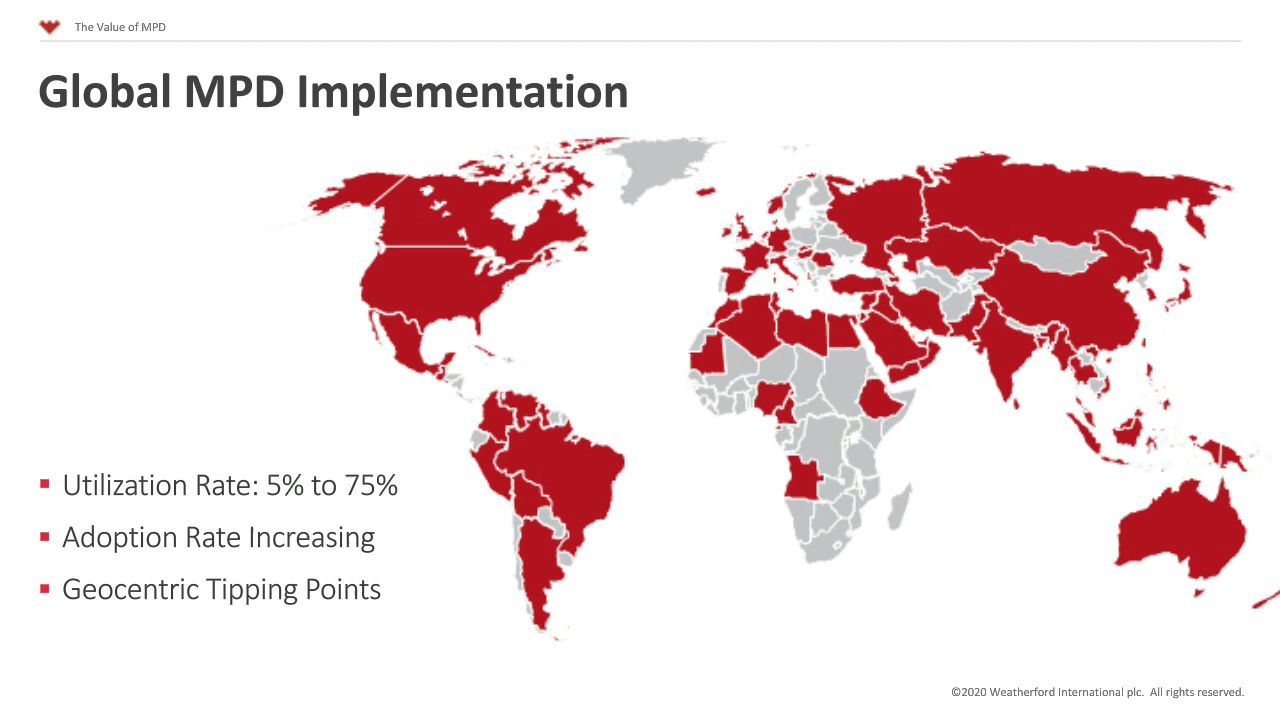 The Value of MPD
Global MPD Implementation
Utilization Rate: 5% to 75%
Adoption Rate Increasing
Geocentric Tipping Points
©2020 Weatherford International plc. All rights reserved.